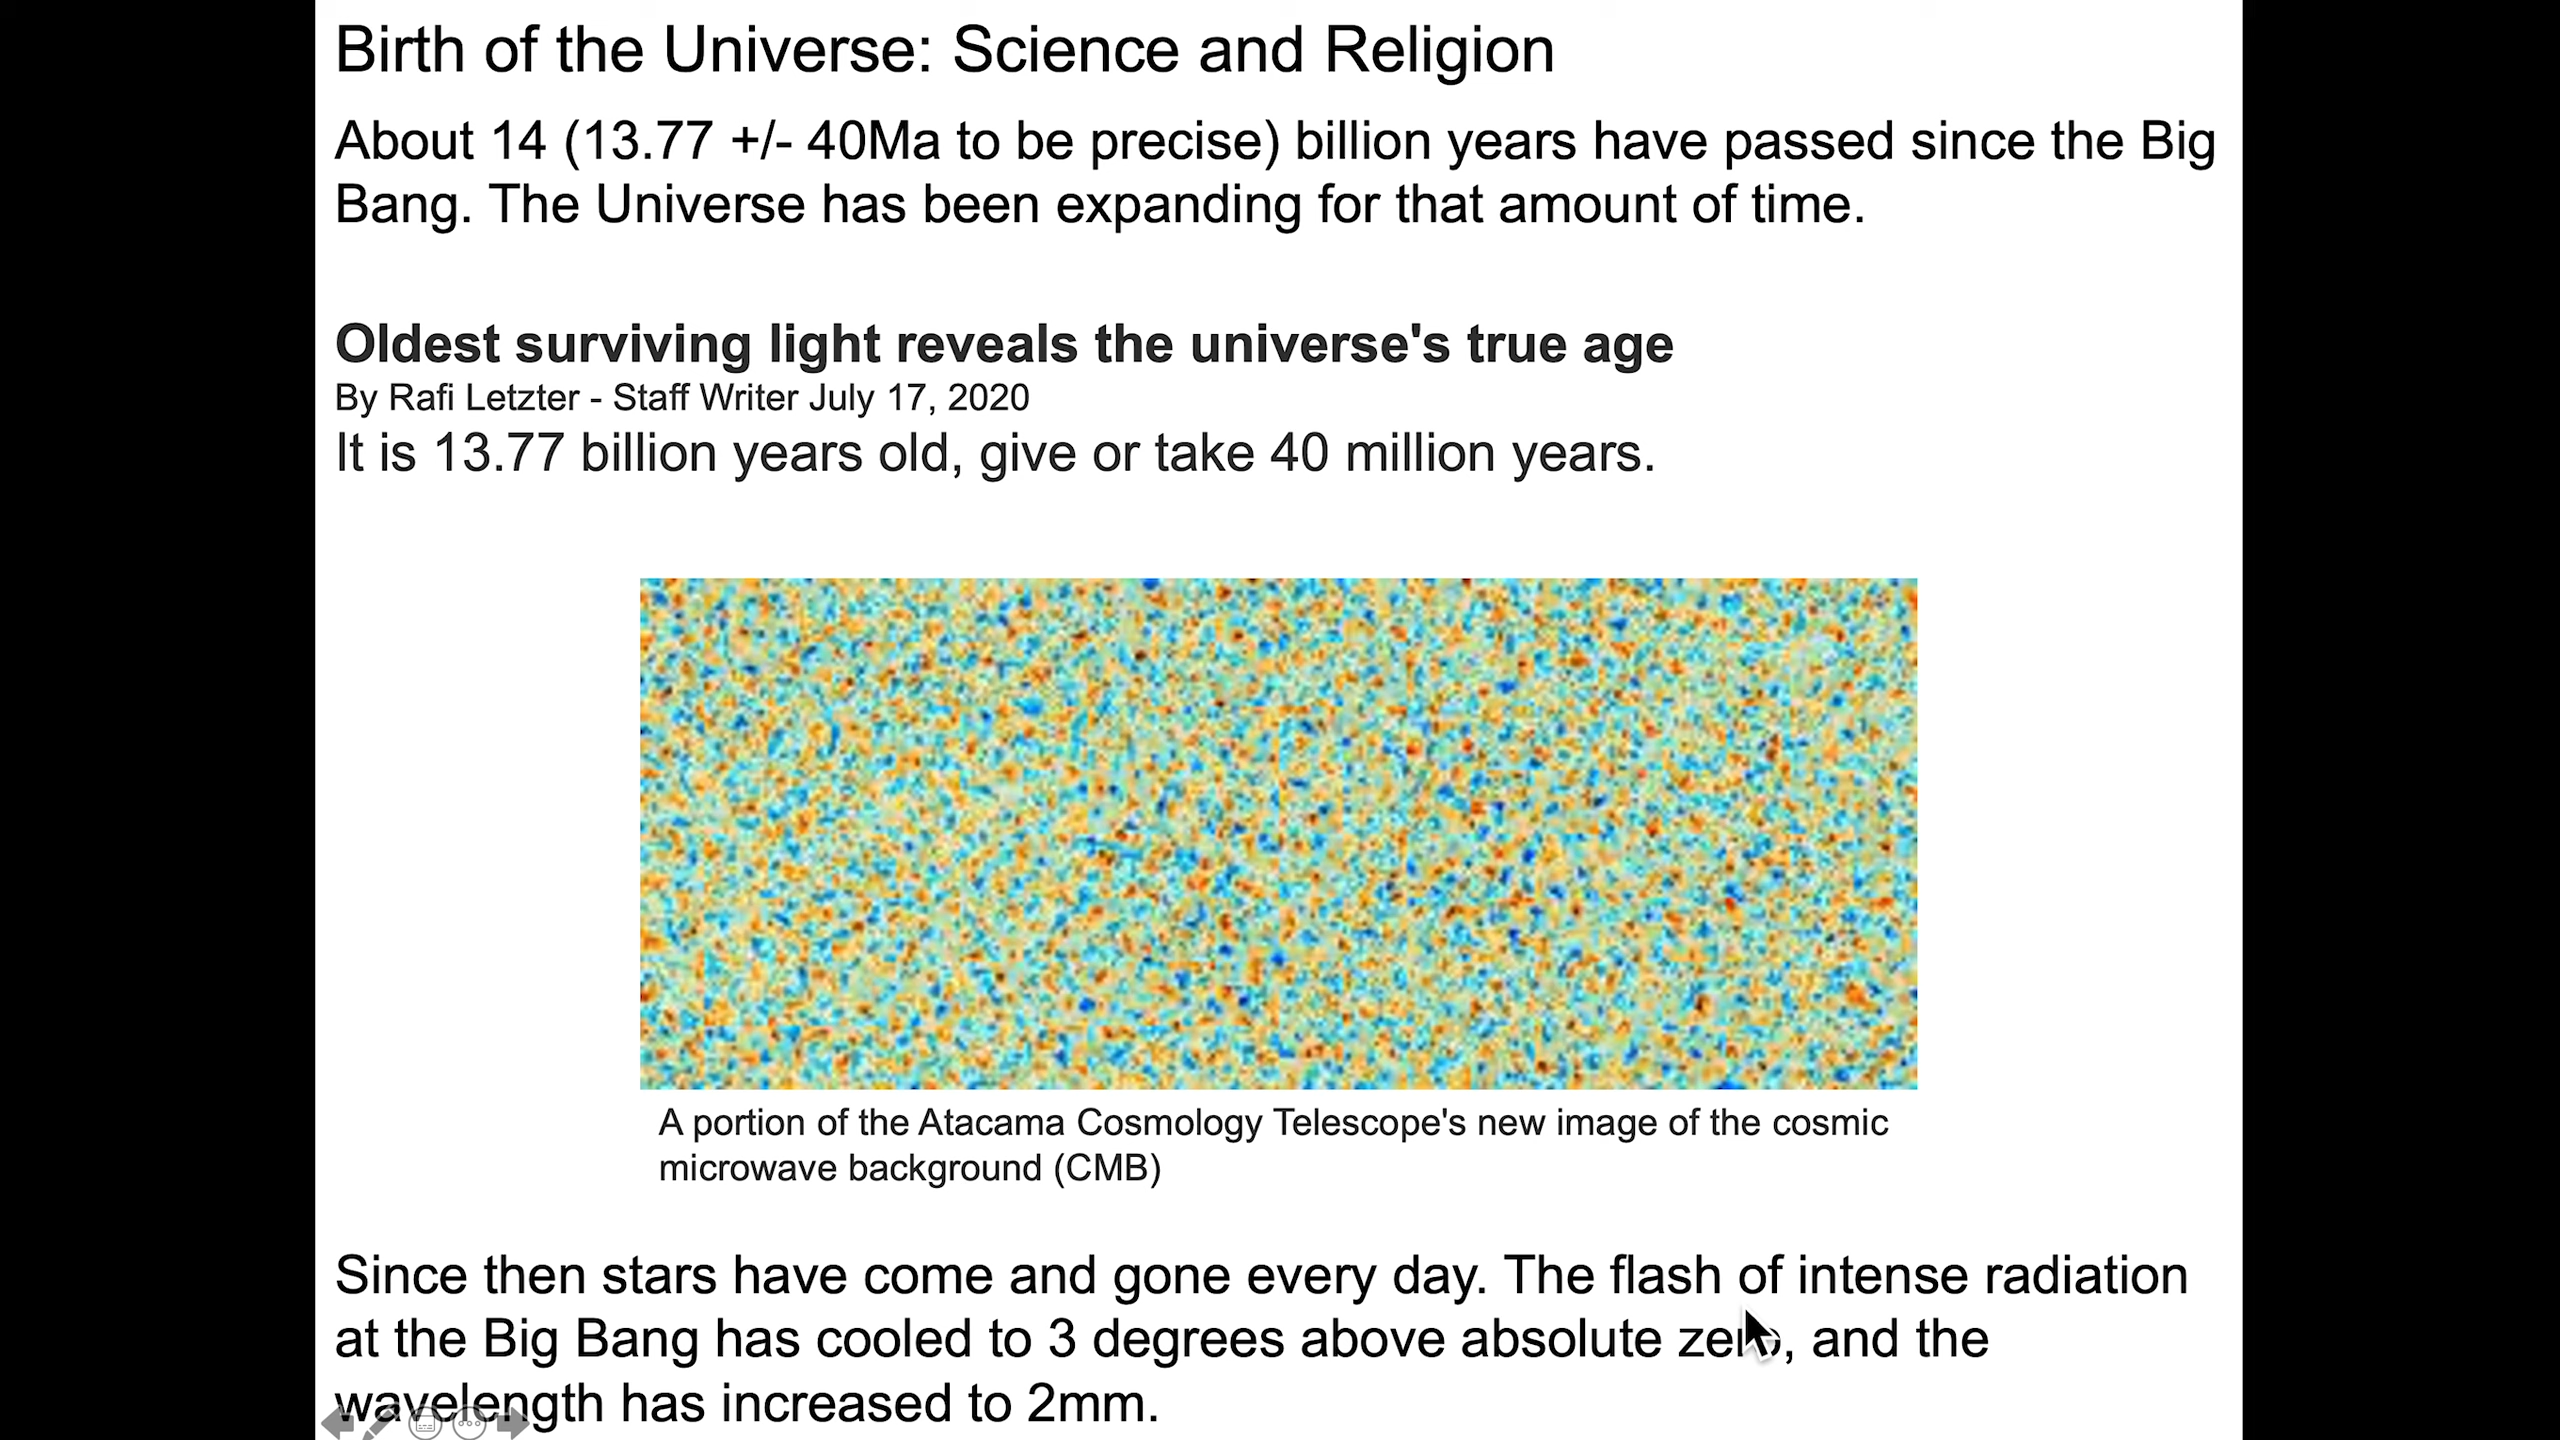 Birth of the Universe: Science and Religion
About 14 (13.77 +/- 40Ma to be precise) billion years have passed since the Big
Bang. The Universe has been expanding for that amount of time.
Oldest surviving light reveals the universe's true age
By Rafi Letzter - Staff Writer July 17, 2020
It is 13.77 billion years old, give or take 40 million years.
A portion of the Atacama Cosmology Telescope's new image of the cosmic
microwave background (CMB)
Since then stars have come and gone every day. The flash of intense radiation
at the Big Bang has cooled to 3 degrees above absolute zero, and the
wavelength has increased to 2mm.